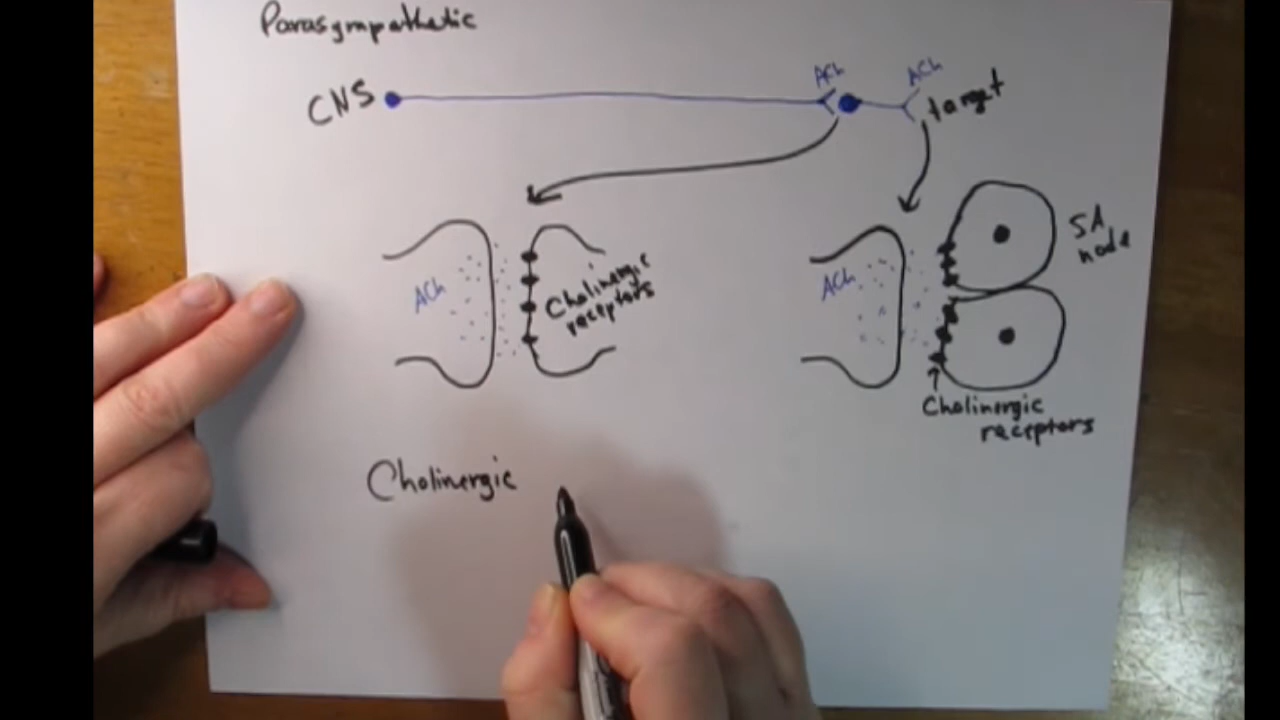 Parasympathetic
ACh
ACh
CNS
target
SA
node
ACh
Cholinergic
receptors
ACh
Cholinergic
receptors
Cholinergic